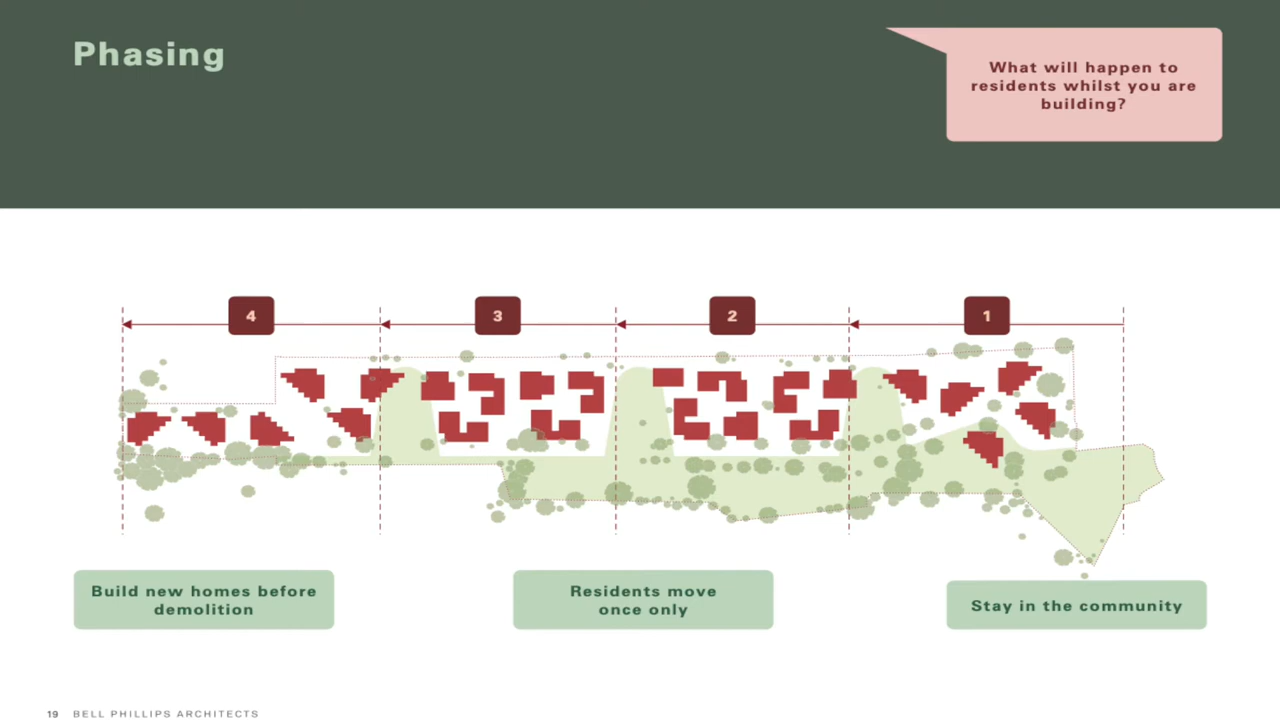 Phasing
What will happen to
residents whilst you are
building?
4
3
2
1
Build new homes before
demolition
Residents move
once only
Stay in the community
19 BELL PHILLIPS ARCHITECTS